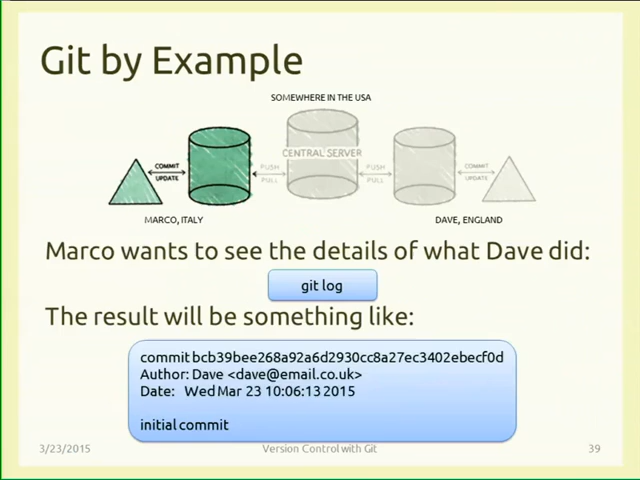 Git by Example
SOMEWHERE IN THE USA
CENTRAL SERVER
COMMIT
UPDATE
PUSH
PULL
PUSH
PULL
COMMIT
UPDATE
MARCO, ITALY
DAVE, ENGLAND
Marco wants to see the details of what Dave did:
git log
The result will be something like:
commit bcb39bee268a92a6d2930cc8a27ec3402ebecf0d
Author: Dave <dave@email.co.uk>
Date: Wed Mar 23 10:06:13 2015
initial commit
3/23/2015
Version Control with Git
39